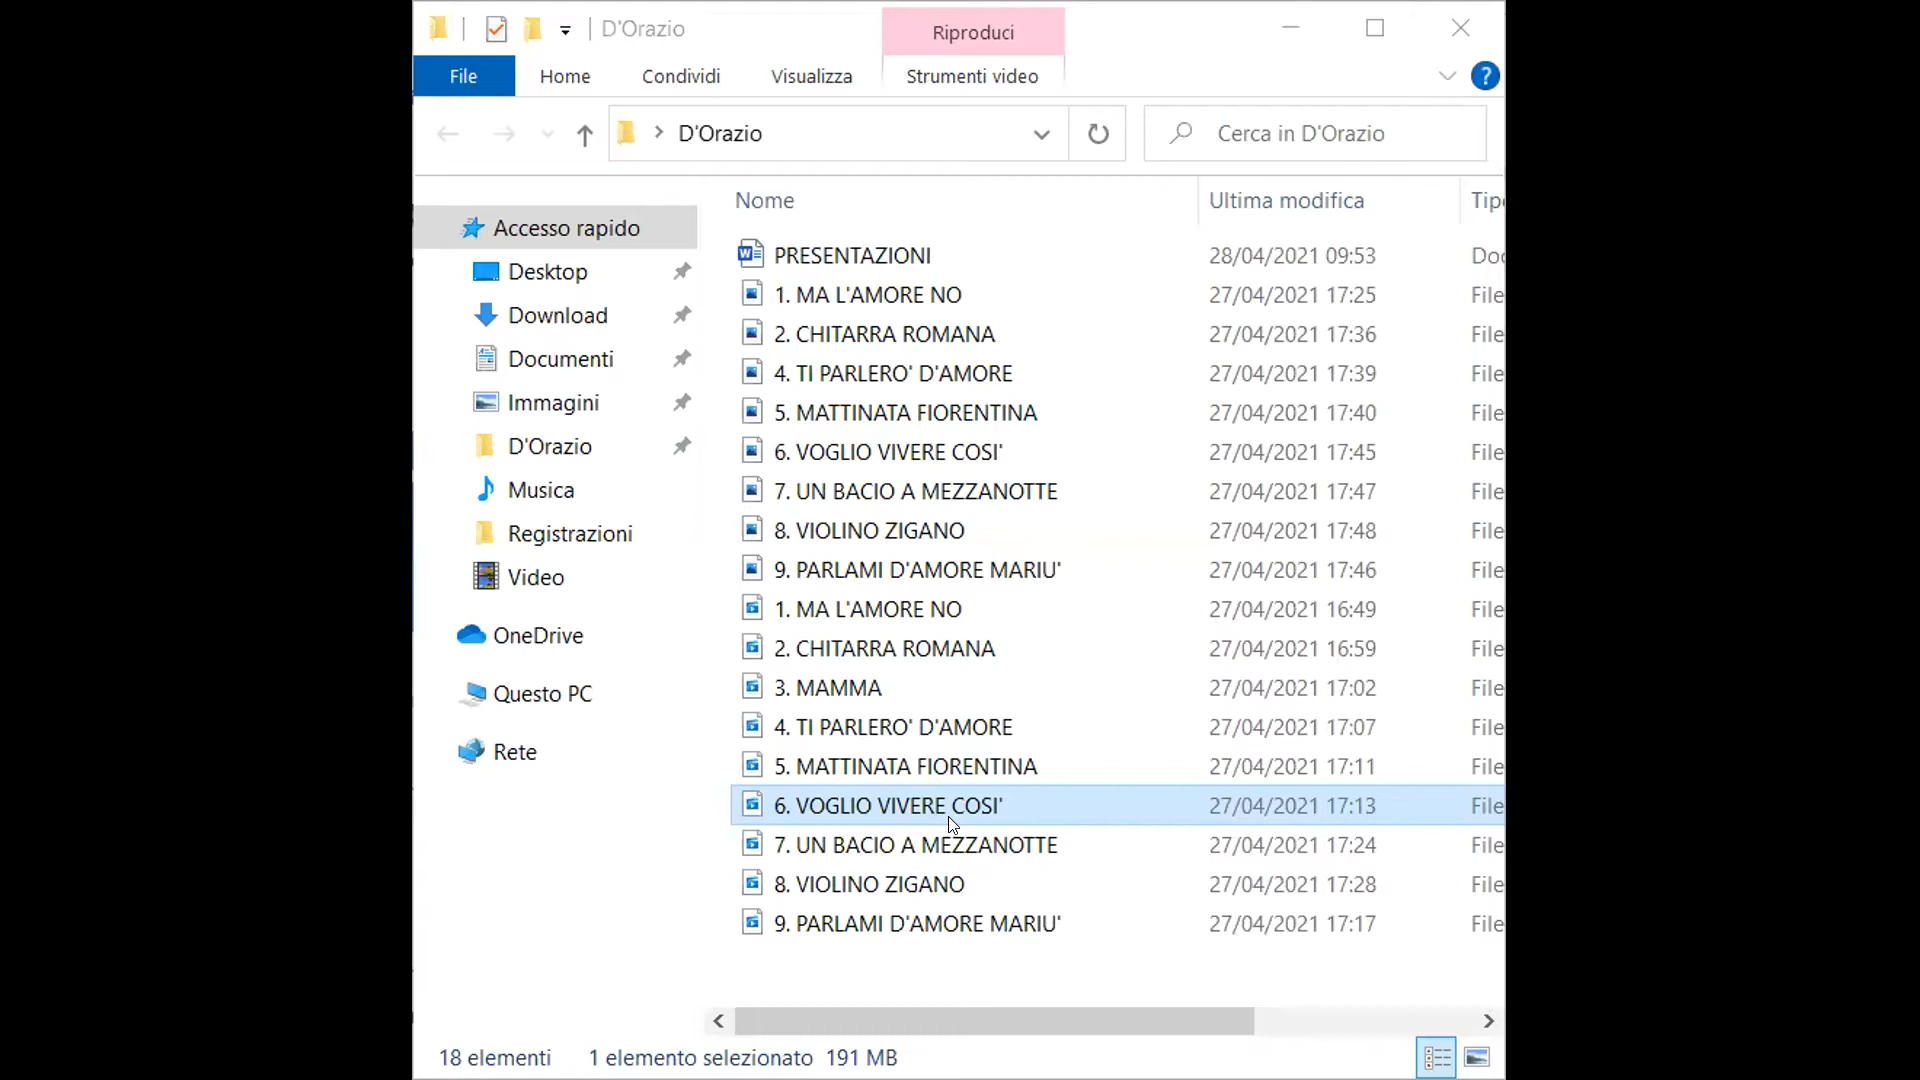 D'Orazio
Riproduci
File Home Condividi Visualizza Strumenti video
?
D'Orazio
Cerca in D'Orazio
Nome Ultima modifica Tipo
Accesso rapido
Desktop
Download
Documenti
Immagini
D'Orazio
Musica
Registrazioni
Video
OneDrive
Questo PC
Rete
PRESENTAZIONI 28/04/2021 09:53 Doc
1. MA L'AMORE NO 27/04/2021 17:25 File
2. CHITARRA ROMANA 27/04/2021 17:36 File
4. TI PARLERO' D'AMORE 27/04/2021 17:39 File
5. MATTINATA FIORENTINA 27/04/2021 17:40 File
6. VOGLIO VIVERE COSI' 27/04/2021 17:45 File
7. UN BACIO A MEZZANOTTE 27/04/2021 17:47 File
8. VIOLINO ZIGANO 27/04/2021 17:48 File
9. PARLAMI D'AMORE MARIU' 27/04/2021 17:46 File
1. MA L'AMORE NO 27/04/2021 16:49 File
2. CHITARRA ROMANA 27/04/2021 16:59 File
3. MAMMA 27/04/2021 17:02 File
4. TI PARLERO' D'AMORE 27/04/2021 17:07 File
5. MATTINATA FIORENTINA 27/04/2021 17:11 File
6. VOGLIO VIVERE COSI' 27/04/2021 17:13 File
7. UN BACIO A MEZZANOTTE 27/04/2021 17:24 File
8. VIOLINO ZIGANO 27/04/2021 17:28 File
9. PARLAMI D'AMORE MARIU' 27/04/2021 17:17 File
18 elementi 1 elemento selezionato 191 MB